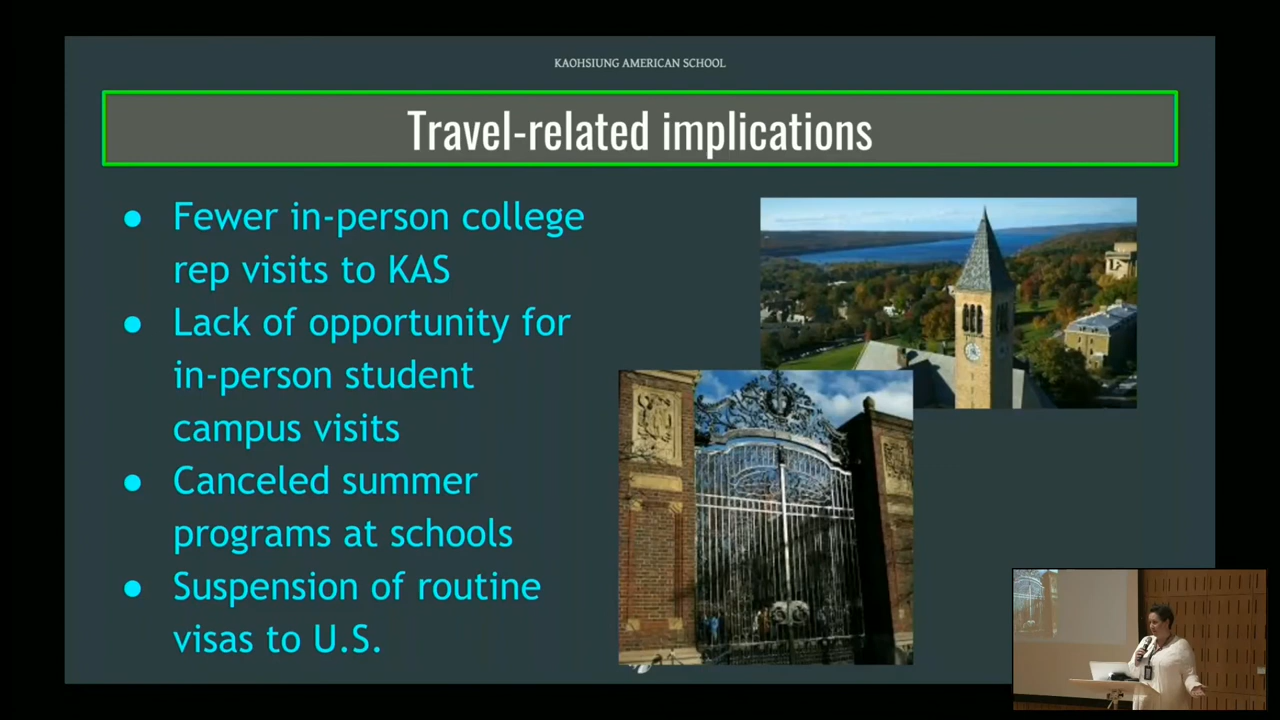 KAOHSIUNG AMERICAN SCHOOL
Travel-related implications
● Fewer in-person college
rep visits to KAS
● Lack of opportunity for
in-person student
campus visits
● Canceled summer
programs at schools
● Suspension of routine
visas to U.S.